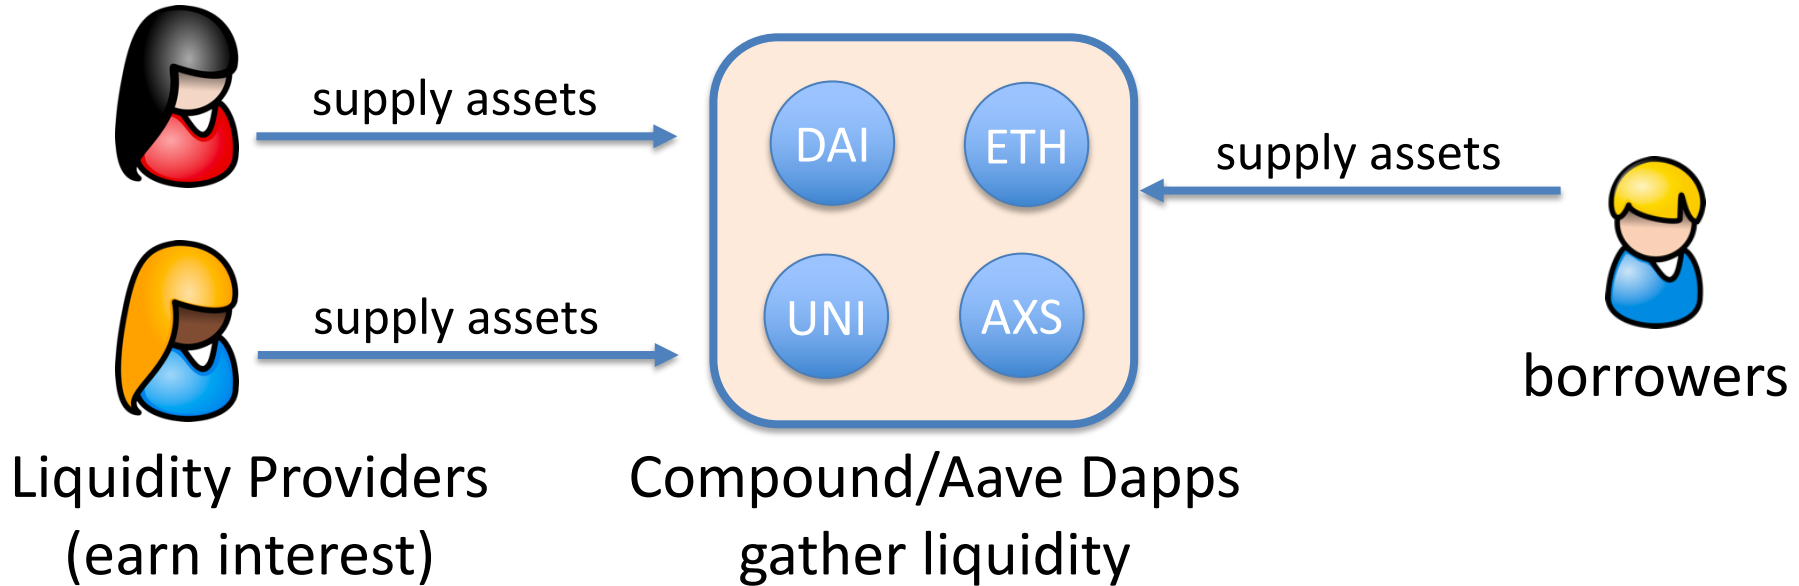 supply assets
DAI
ETH
supply assets
supply assets
UNI
AXS
borrowers
Liquidity Providers
(earn interest)
Compound/Aave Dapps
gather liquidity